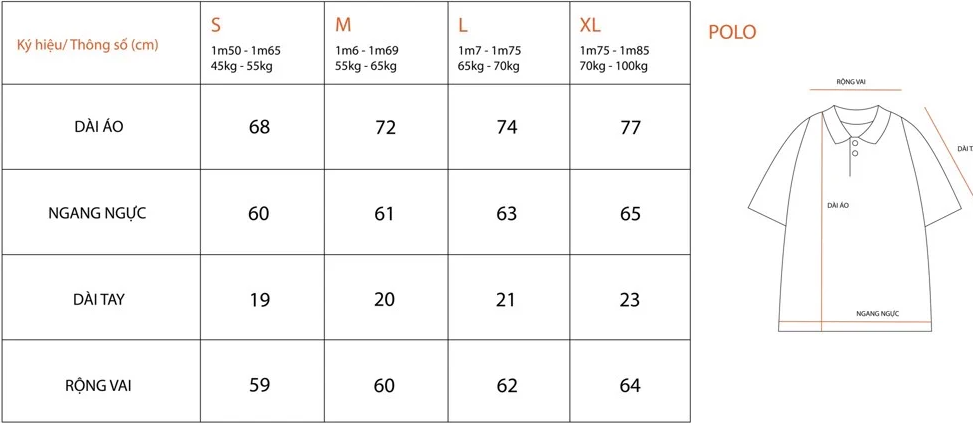 Ký hiệu/ Thông số (cm)
S
1m50 - 1m65
45kg - 55kg
M
1m6 - 1m69
55kg - 65kg
L
1m7 - 1m75
65kg - 70kg
XL
1m75 - 1m85
70kg - 100kg
DÀI ÁO 68 72 74 77
NGANG NGỰC 60 61 63 65
DÀI TAY 19 20 21 23
RỘNG VAI 59 60 62 64
POLO
RỘNG VAI
DÀI TA
DÀI ÁO
NGANG NGỰC